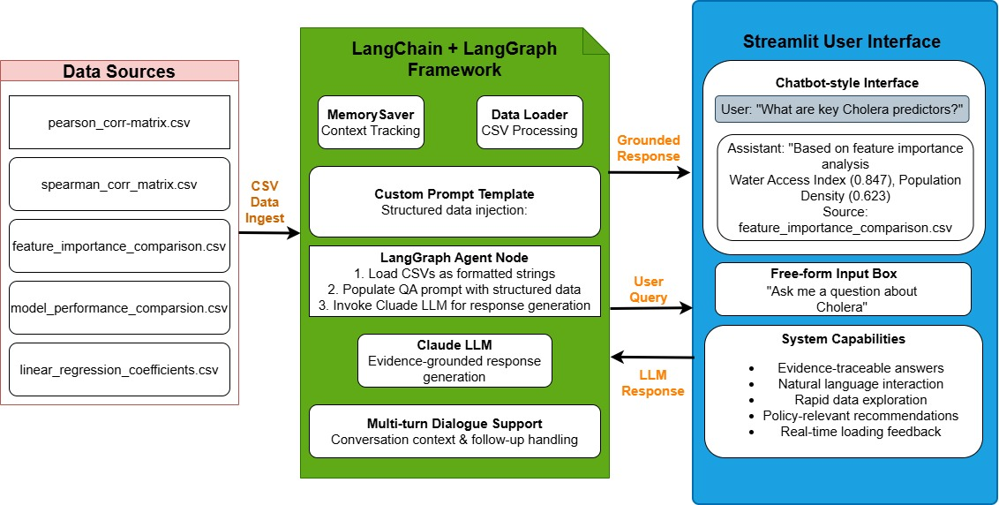 Data Sources
pearson_corr-matrix.csv
spearman_corr_matrix.csv
feature_importance_comparison.csv
model_performance_comparsion.csv
linear_regression_coefficients.csv
CSV
Data
Ingest
LangChain + LangGraph
Framework
MemorySaver
Context Tracking
Data Loader
CSV Processing
Custom Prompt Template
Structured data injection:
LangGraph Agent Node
1. Load CSVs as formatted strings
2. Populate QA prompt with structured data
3. Invoke Cluade LLM for response generation
Claude LLM
Evidence-grounded response
generation
Multi-turn Dialogue Support
Conversation context & follow-up handling
Grounded
Response
User
Query
LLM
Response
Streamlit User Interface
Chatbot-style Interface
User: "What are key Cholera predictors?"
Assistant: "Based on feature importance
analysis
Water Access Index (0.847), Population
Density (0.623)
Source:
feature_importance_comparison.csv
Free-form Input Box
"Ask me a question about
Cholera"
System Capabilities
• Evidence-traceable answers
• Natural language interaction
• Rapid data exploration
• Policy-relevant recommendations
• Real-time loading feedback